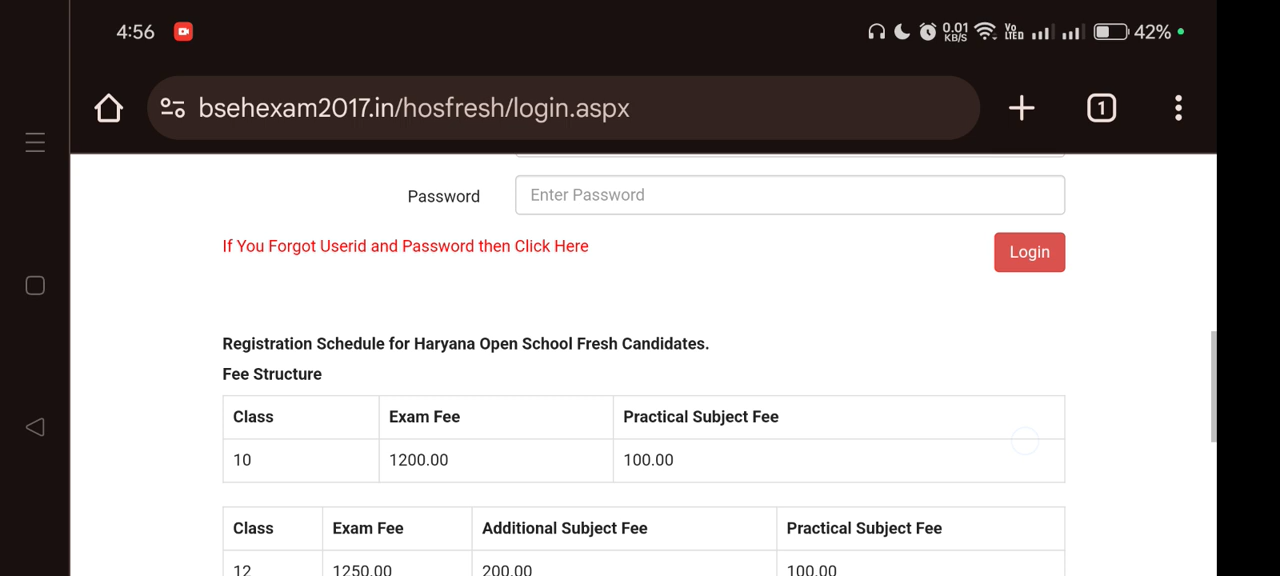 4:56 0.01 KB/S Vo LTED 42%
bsehexam2017.in/hosfresh/login.aspx 1
Password Enter Password
If You Forgot Userid and Password then Click Here Login
Registration Schedule for Haryana Open School Fresh Candidates.
Fee Structure
Class Exam Fee Practical Subject Fee
10 1200.00 100.00
Class Exam Fee Additional Subject Fee Practical Subject Fee
12 1250.00 200.00 100.00